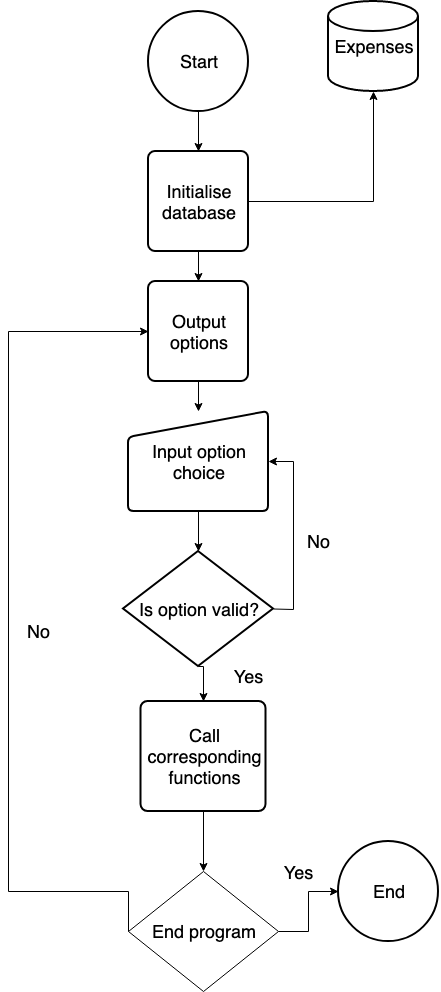 Start
Expenses
Initialise
database
Output
options
Input option
choice
No
Is option valid?
No
Yes
Call
corresponding
functions
Yes
End program
End